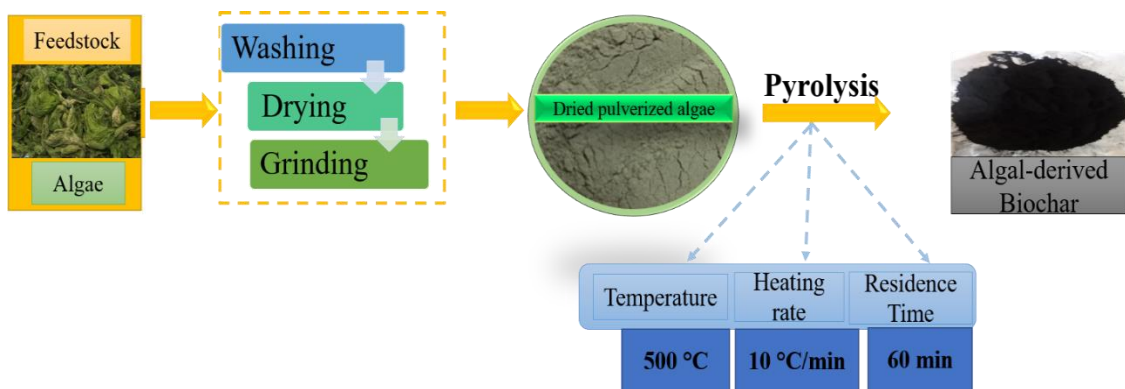 Feedstock
Algae
Washing
Drying
Grinding
Dried pulverized algae
Pyrolysis
Algal-derived
Biochar
Temperature
Heating
rate
Residence
Time
500 °C
10 °C/min
60 min